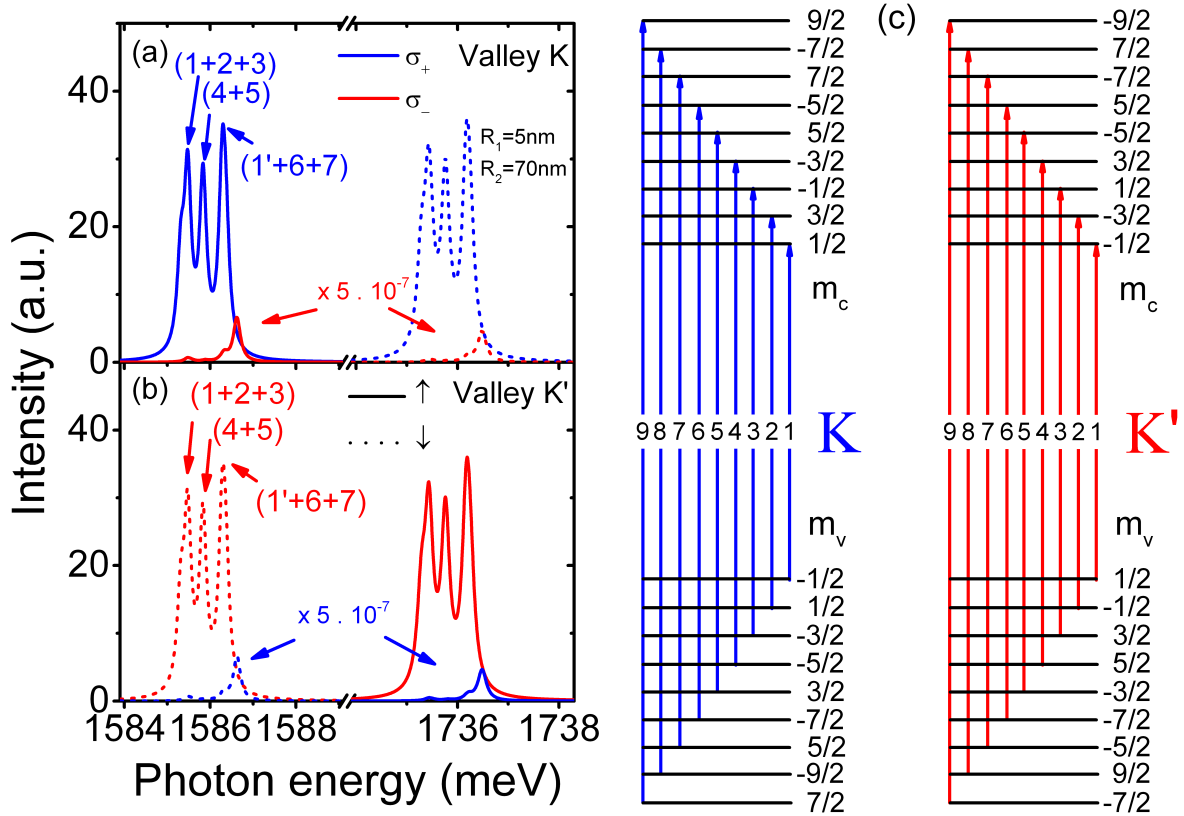 (a)
(1+2+3)
(4+5)
(1'+6+7)
σ+
σ−
Valley K
R1=5nm
R2=70nm
x 5 . 10-7
40
20
0
(b)
(1+2+3)
(4+5)
(1'+6+7)
↑
↓
Valley K'
x 5 . 10-7
40
20
0
Intensity (a.u.)
1584 1586 1588 1736 1738
Photon energy (meV)
9/2
-7/2
7/2
-5/2
5/2
-3/2
-1/2
3/2
1/2
mc
9 8 7 6 5 4 3 2 1
K
mv
-1/2
1/2
-3/2
-5/2
3/2
-7/2
5/2
-9/2
7/2
(c)
-9/2
7/2
-7/2
5/2
-5/2
3/2
1/2
-3/2
-1/2
mc
9 8 7 6 5 4 3 2 1
K'
mv
1/2
-1/2
3/2
5/2
-3/2
7/2
-5/2
9/2
-7/2